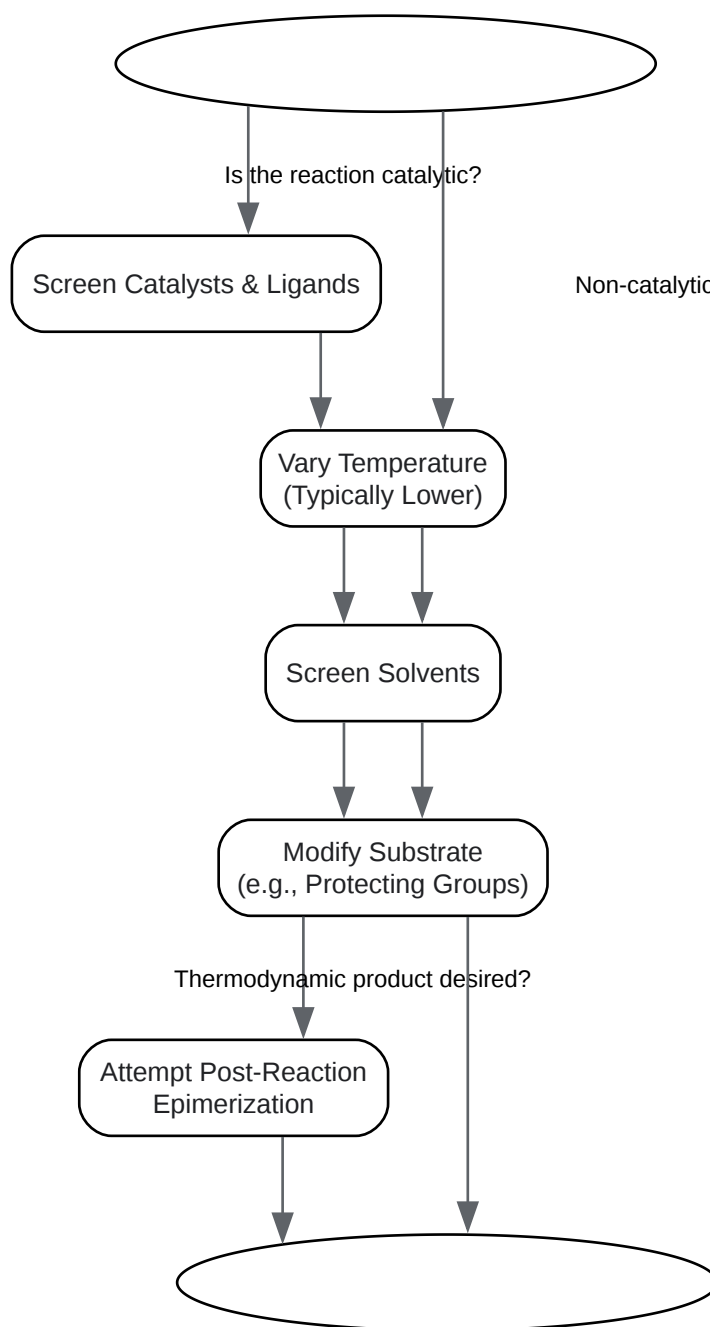 Is the reaction catalytic?
Screen Catalysts & Ligands
Non-catalytic
Vary Temperature
(Typically Lower)
Screen Solvents
Modify Substrate
(e.g., Protecting Groups)
Thermodynamic product desired?
Attempt Post-Reaction
Epimerization